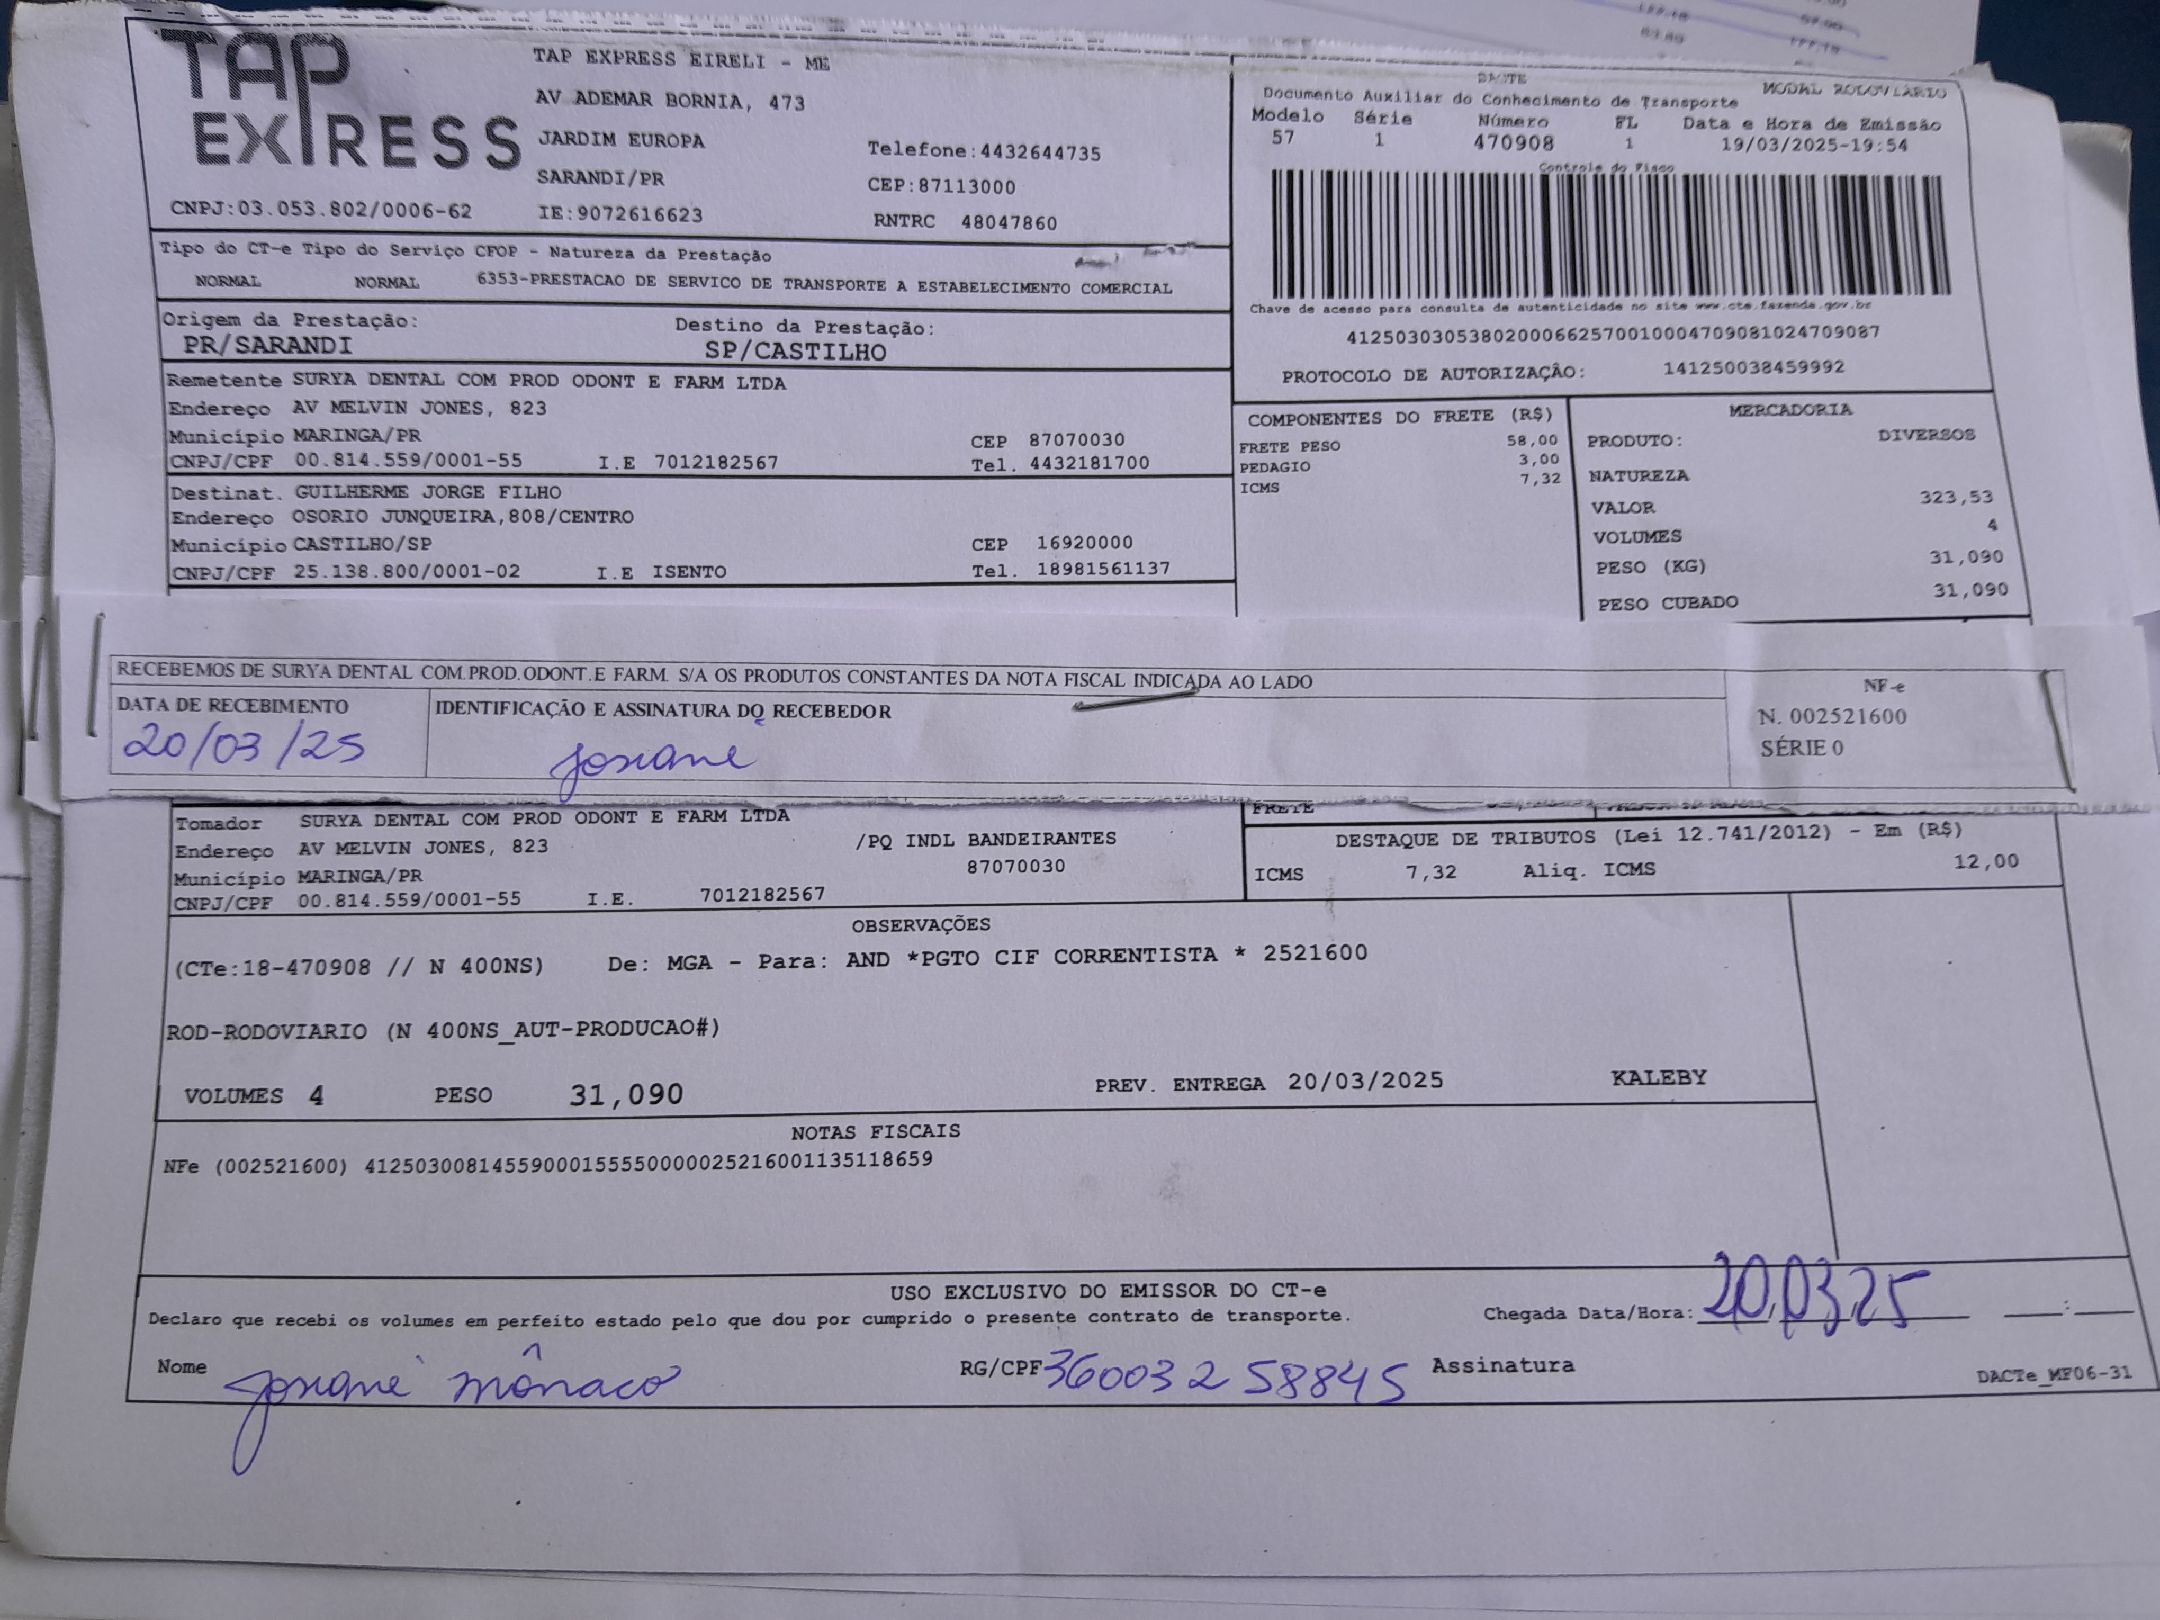 TAP
EXPRESS
TAP EXPRESS EIRELI - ME
AV ADEMAR BORNIA, 473
JARDIM EUROPA
Telefone:4432644735
SARANDI/PR
CEP:87113000
CNPJ:03.053.802/0006-62
IE:9072616623
RNTRC 48047860
DACTE
MODAL RODOVIARIO
Documento Auxiliar do Conhecimento de Transporte
Modelo Série Número FL Data e Hora de Emissão
57 1 470908 1 19/03/2025-19:54
Controle do Fisco
Chave de acesso para consulta de autenticidade no site www.cte.fazenda.gov.br
41250303053802000662570010004709081024709087
PROTOCOLO DE AUTORIZAÇÃO: 141250038459992
Tipo do CT-e Tipo do Serviço CFOP - Natureza da Prestação
NORMAL NORMAL 6353-PRESTACAO DE SERVICO DE TRANSPORTE A ESTABELECIMENTO COMERCIAL
Origem da Prestação: Destino da Prestação:
PR/SARANDI SP/CASTILHO
Remetente SURYA DENTAL COM PROD ODONT E FARM LTDA
Endereço AV MELVIN JONES, 823
Município MARINGA/PR CEP 87070030
CNPJ/CPF 00.814.559/0001-55 I.E 7012182567 Tel. 4432181700
Destinat. GUILHERME JORGE FILHO
Endereço OSORIO JUNQUEIRA,808/CENTRO
Município CASTILHO/SP CEP 16920000
CNPJ/CPF 25.138.800/0001-02 I.E ISENTO Tel. 18981561137
COMPONENTES DO FRETE (R$)
FRETE PESO 58,00
PEDAGIO 3,00
ICMS 7,32
MERCADORIA
PRODUTO: DIVERSOS
NATUREZA
VALOR 323,53
VOLUMES 4
PESO (KG) 31,090
PESO CUBADO 31,090
RECEBEMOS DE SURYA DENTAL COM.PROD.ODONT.E FARM. S/A OS PRODUTOS CONSTANTES DA NOTA FISCAL INDICADA AO LADO
DATA DE RECEBIMENTO
20/03/25
IDENTIFICAÇÃO E ASSINATURA DO RECEBEDOR
Josiane
NF-e
N. 002521600
SÉRIE 0
Tomador SURYA DENTAL COM PROD ODONT E FARM LTDA
Endereço AV MELVIN JONES, 823 /PQ INDL BANDEIRANTES
Município MARINGA/PR 87070030
CNPJ/CPF 00.814.559/0001-55 I.E. 7012182567
FRETE
DESTAQUE DE TRIBUTOS (Lei 12.741/2012) - Em (R$)
ICMS 7,32 Aliq. ICMS 12,00
OBSERVAÇÕES
(CTe:18-470908 // N 400NS) De: MGA - Para: AND *PGTO CIF CORRENTISTA * 2521600
ROD-RODOVIARIO (N 400NS_AUT-PRODUCAO#)
VOLUMES 4 PESO 31,090 PREV. ENTREGA 20/03/2025 KALEBY
NOTAS FISCAIS
NFe (002521600) 41250300814559000155550000025216001135118659
USO EXCLUSIVO DO EMISSOR DO CT-e
Declaro que recebi os volumes em perfeito estado pelo que dou por cumprido o presente contrato de transporte. Chegada Data/Hora: 20/03/25 __:__
Nome Josiane Mônaco RG/CPF 36003258845 Assinatura
DACTe_MF06-31